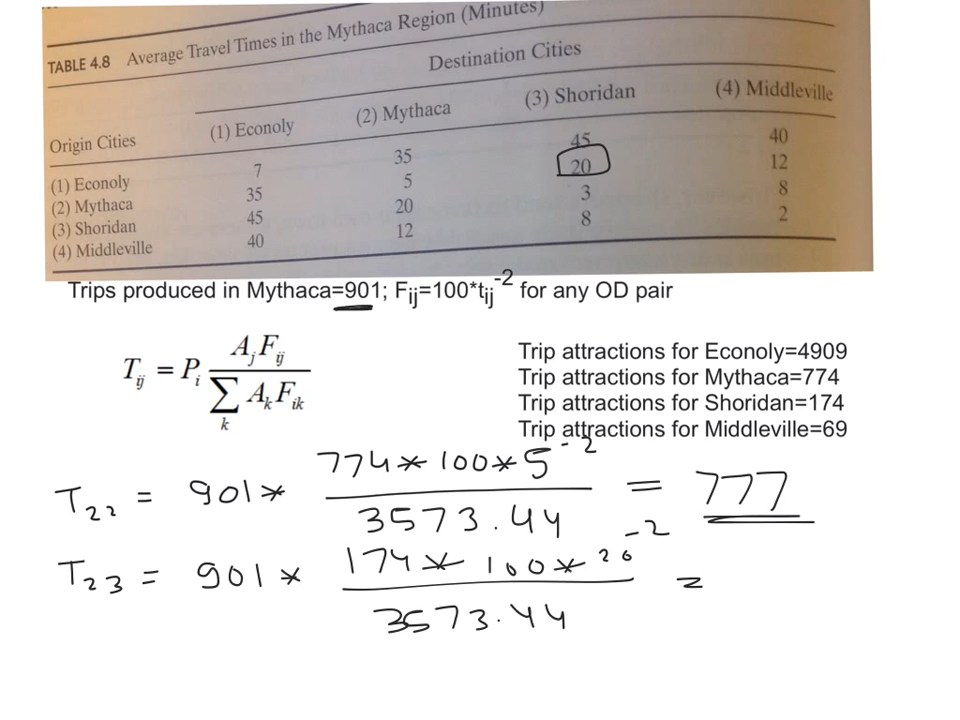 TABLE 4.8 Average Travel Times in the Mythaca Region (Minutes)
Destination Cities
Origin Cities (1) Econoly (2) Mythaca (3) Shoridan (4) Middleville
(1) Econoly 7 35 45 40
(2) Mythaca 35 5 20 12
(3) Shoridan 45 20 3 8
(4) Middleville 40 12 8 2
Trips produced in Mythaca=901; Fij=100*tij^-2 for any OD pair
Tij = Pi AjFij / ∑k AkFik
Trip attractions for Econoly=4909
Trip attractions for Mythaca=774
Trip attractions for Shoridan=174
Trip attractions for Middleville=69
T22 = 901* 774*100*5^-2 / 3573.44 = 777
T23 = 901* 174*100*20^-2 / 3573.44 =